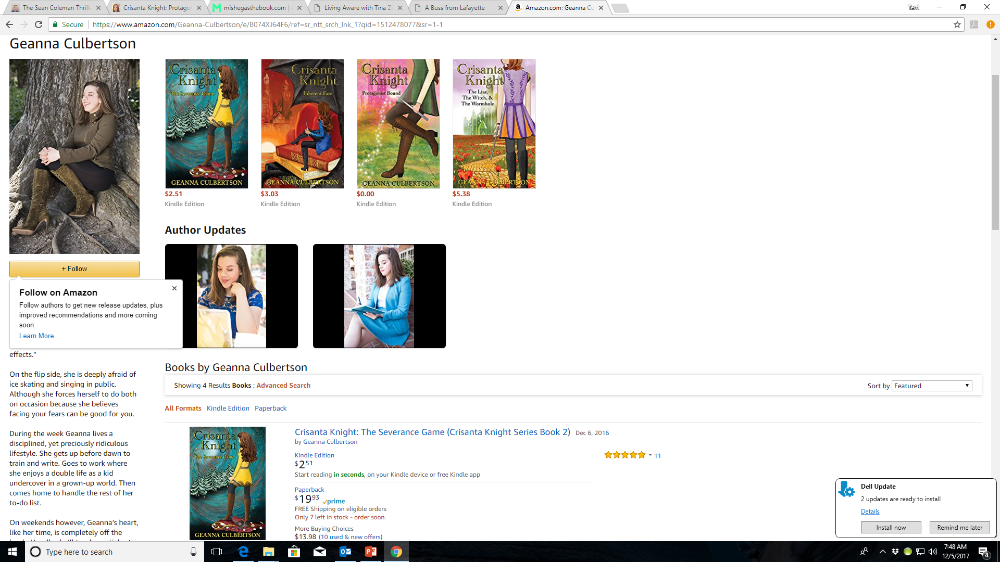 The Sean Coleman Thrille
Crisanta Knight: Protago
mishegasthebook.com |
Living Aware with Tina Z
A Buss from Lafayette
Amazon.com: Geanna Cu
Terri
Secure
https://www.amazon.com/Geanna-Culbertson/e/B074XJ64F6/ref=sr_ntt_srch_lnk_1?qid=1512478077&sr=1-1
Geanna Culbertson
Crisanta
Knight
The Severance Game
GEANNA CULBERTSON
$2.51
Kindle Edition
Crisanta
Knight
Inherent Fate
GEANNA CULBERTSON
$3.03
Kindle Edition
Crisanta
Knight
Protagonist Bound
GEANNA CULBERTSON
$0.00
Kindle Edition
Crisanta
Knight
The Liar,
The Witch, &
The Wormhole
GEANNA CULBERTSON
$5.38
Kindle Edition
+ Follow
Follow on Amazon
Follow authors to get new release updates, plus
improved recommendations and more coming
soon.
Learn More
effects.”
On the flip side, she is deeply afraid of
ice skating and singing in public.
Although she forces herself to do both
on occasion because she believes
facing your fears can be good for you.
During the week Geanna lives a
disciplined, yet preciously ridiculous
lifestyle. She gets up before dawn to
train and write. Goes to work where
she enjoys a double life as a kid
undercover in a grown-up world. Then
comes home to handle the rest of her
to-do list.
On weekends however, Geanna’s heart,
like her time, is completely off the
Author Updates
Books by Geanna Culbertson
Showing 4 Results Books : Advanced Search
Sort by Featured
All Formats Kindle Edition Paperback
Crisanta
Knight
The Severance Game
GEANNA CULBERTSON
Crisanta Knight: The Severance Game (Crisanta Knight Series Book 2) Dec 6, 2016
by Geanna Culbertson
Kindle Edition
$2.51
Start reading in seconds, on your Kindle device or free Kindle app
11
Paperback
$19.93 prime
FREE Shipping on eligible orders
Only 7 left in stock - order soon.
More Buying Choices
$13.98 (10 used & new offers)
Dell Update
2 updates are ready to install
Details
Install now
Remind me later
Type here to search
7:48 AM
12/5/2017
4